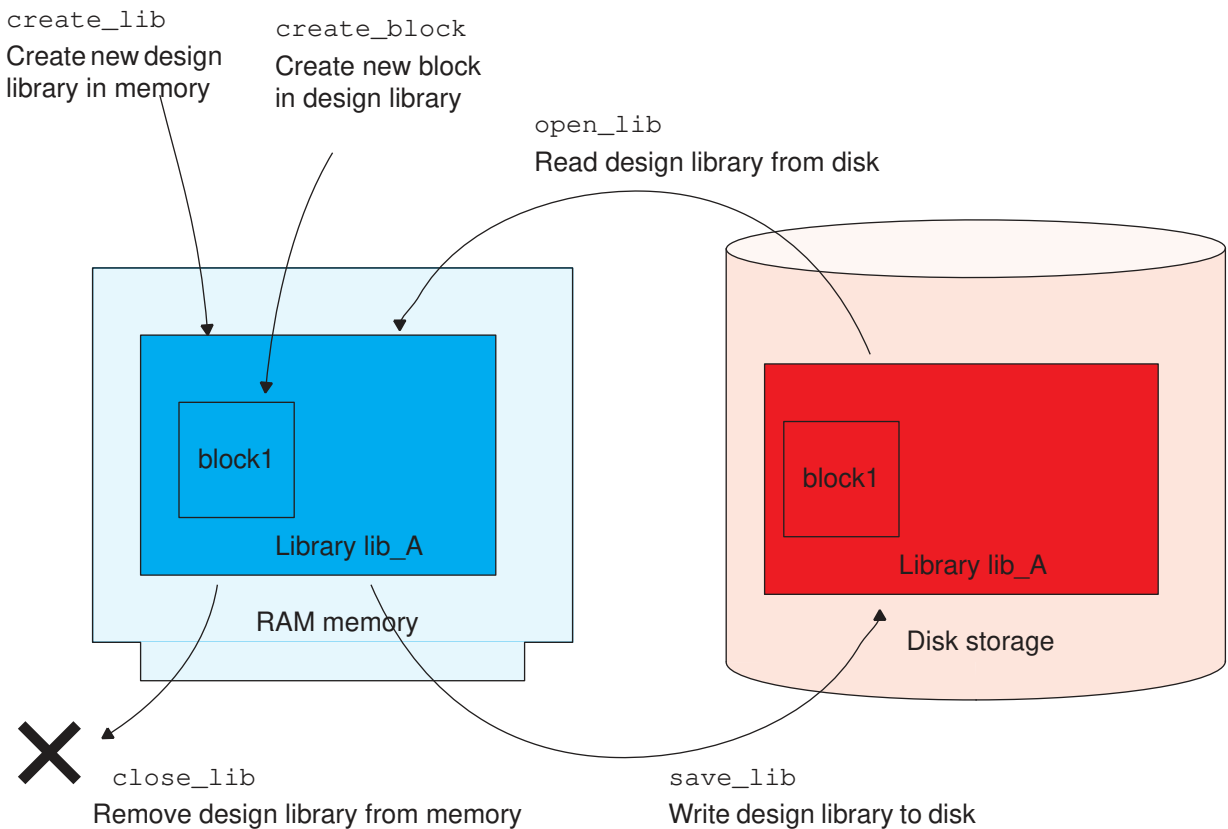 create_lib
Create new design
library in memory
create_block
Create new block
in design library
open_lib
Read design library from disk
block1
Library lib_A
RAM memory
block1
Library lib_A
Disk storage
close_lib
Remove design library from memory
save_lib
Write design library to disk